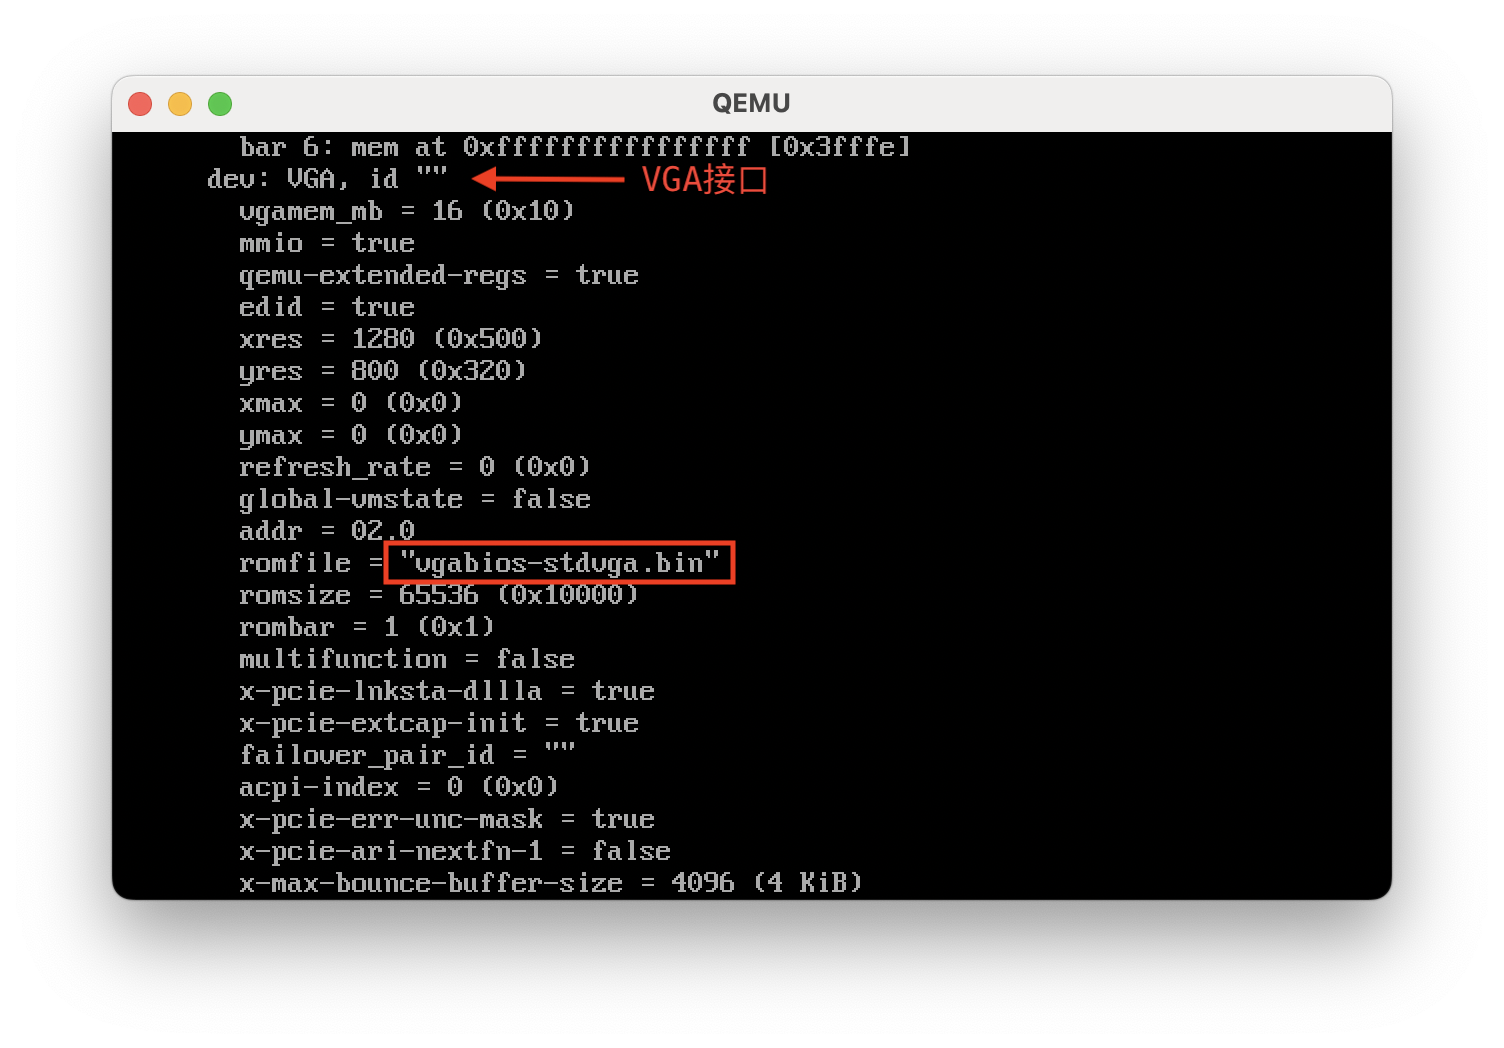 QEMU
bar 6: mem at 0xffffffffffffffff [0x3fffe]
dev: VGA, id ""
VGA接口
vgamem_mb = 16 (0x10)
mmio = true
qemu-extended-regs = true
edid = true
xres = 1280 (0x500)
yres = 800 (0x320)
xmax = 0 (0x0)
ymax = 0 (0x0)
refresh_rate = 0 (0x0)
global-vmstate = false
addr = 02.0
romfile = "vgabios-stdvga.bin"
romsize = 65536 (0x10000)
rombar = 1 (0x1)
multifunction = false
x-pcie-lnksta-dllla = true
x-pcie-extcap-init = true
failover_pair_id = ""
acpi-index = 0 (0x0)
x-pcie-err-unc-mask = true
x-pcie-ari-nextfn-1 = false
x-max-bounce-buffer-size = 4096 (4 KiB)